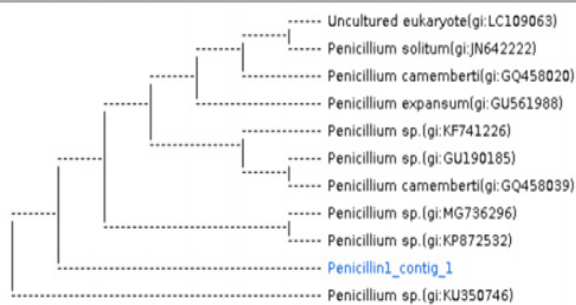 Uncultured eukaryote(gi:LC109063)
Penicillium solitum(gi:JN642222)
Penicillium camemberti(gi:GQ458020)
Penicillium expansum(gi:GU561988)
Penicillium sp.(gi:KF741226)
Penicillium sp.(gi:GU190185)
Penicillium camemberti(gi:GQ458039)
Penicillium sp.(gi:MG736296)
Penicillium sp.(gi:KP872532)
Penicillin1_contig_1
Penicillium sp.(gi:KU350746)